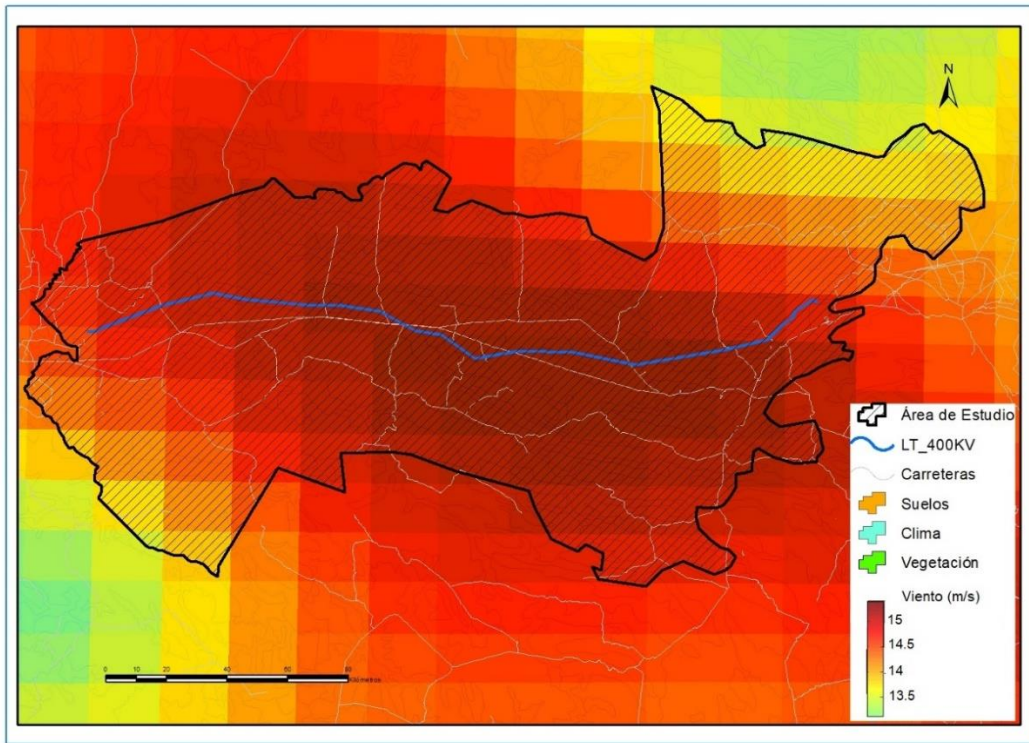 N
Área de Estudio
LT_400KV
Carreteras
Suelos
Clima
Vegetación
Viento (m/s)
15
14.5
14
13.5
0 10 20 40 60 80
Kilómetros